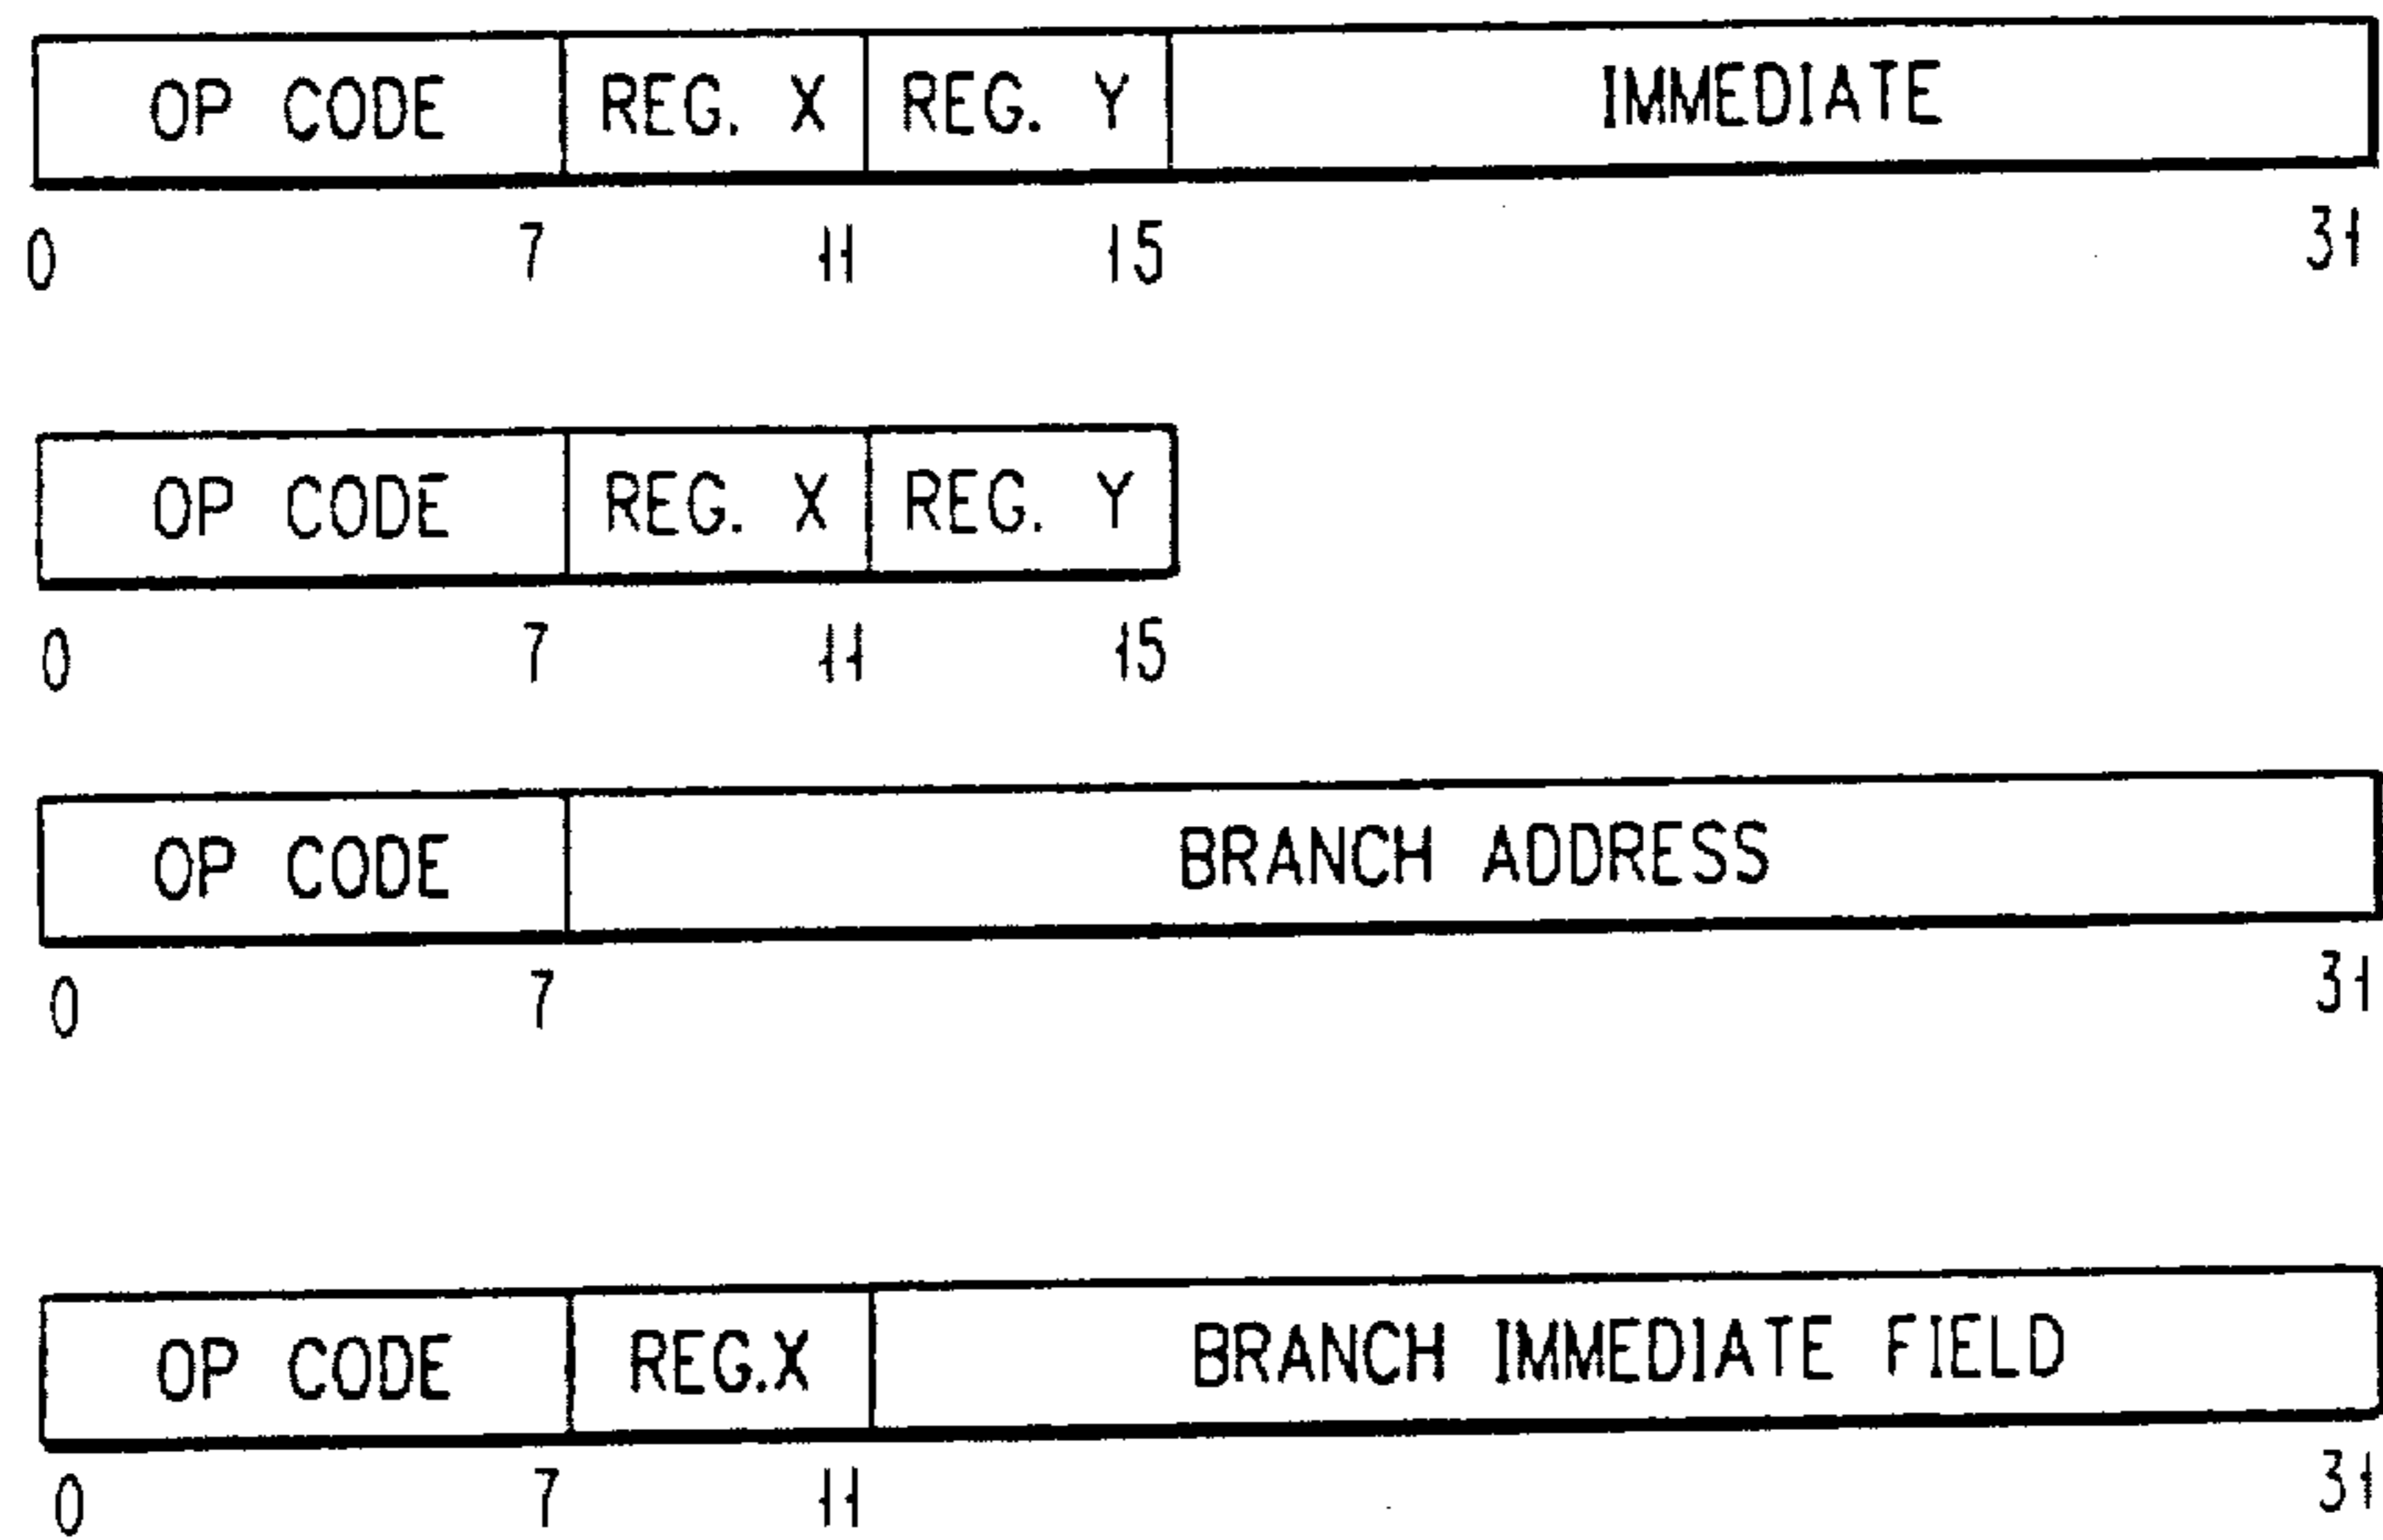 OP CODE REG. X REG. Y IMMEDIATE
0 7 11 15 31
OP CODE REG. X REG. Y
0 7 11 15
OP CODE BRANCH ADDRESS
0 7 31
OP CODE REG.X BRANCH IMMEDIATE FIELD
0 7 11 31